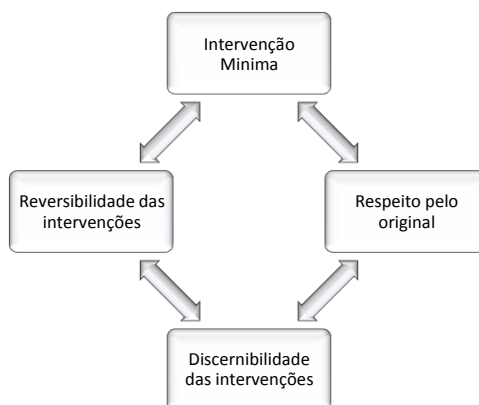 Intervenção
Minima
Reversibilidade das
intervenções
Respeito pelo
original
Discernibilidade
das intervenções